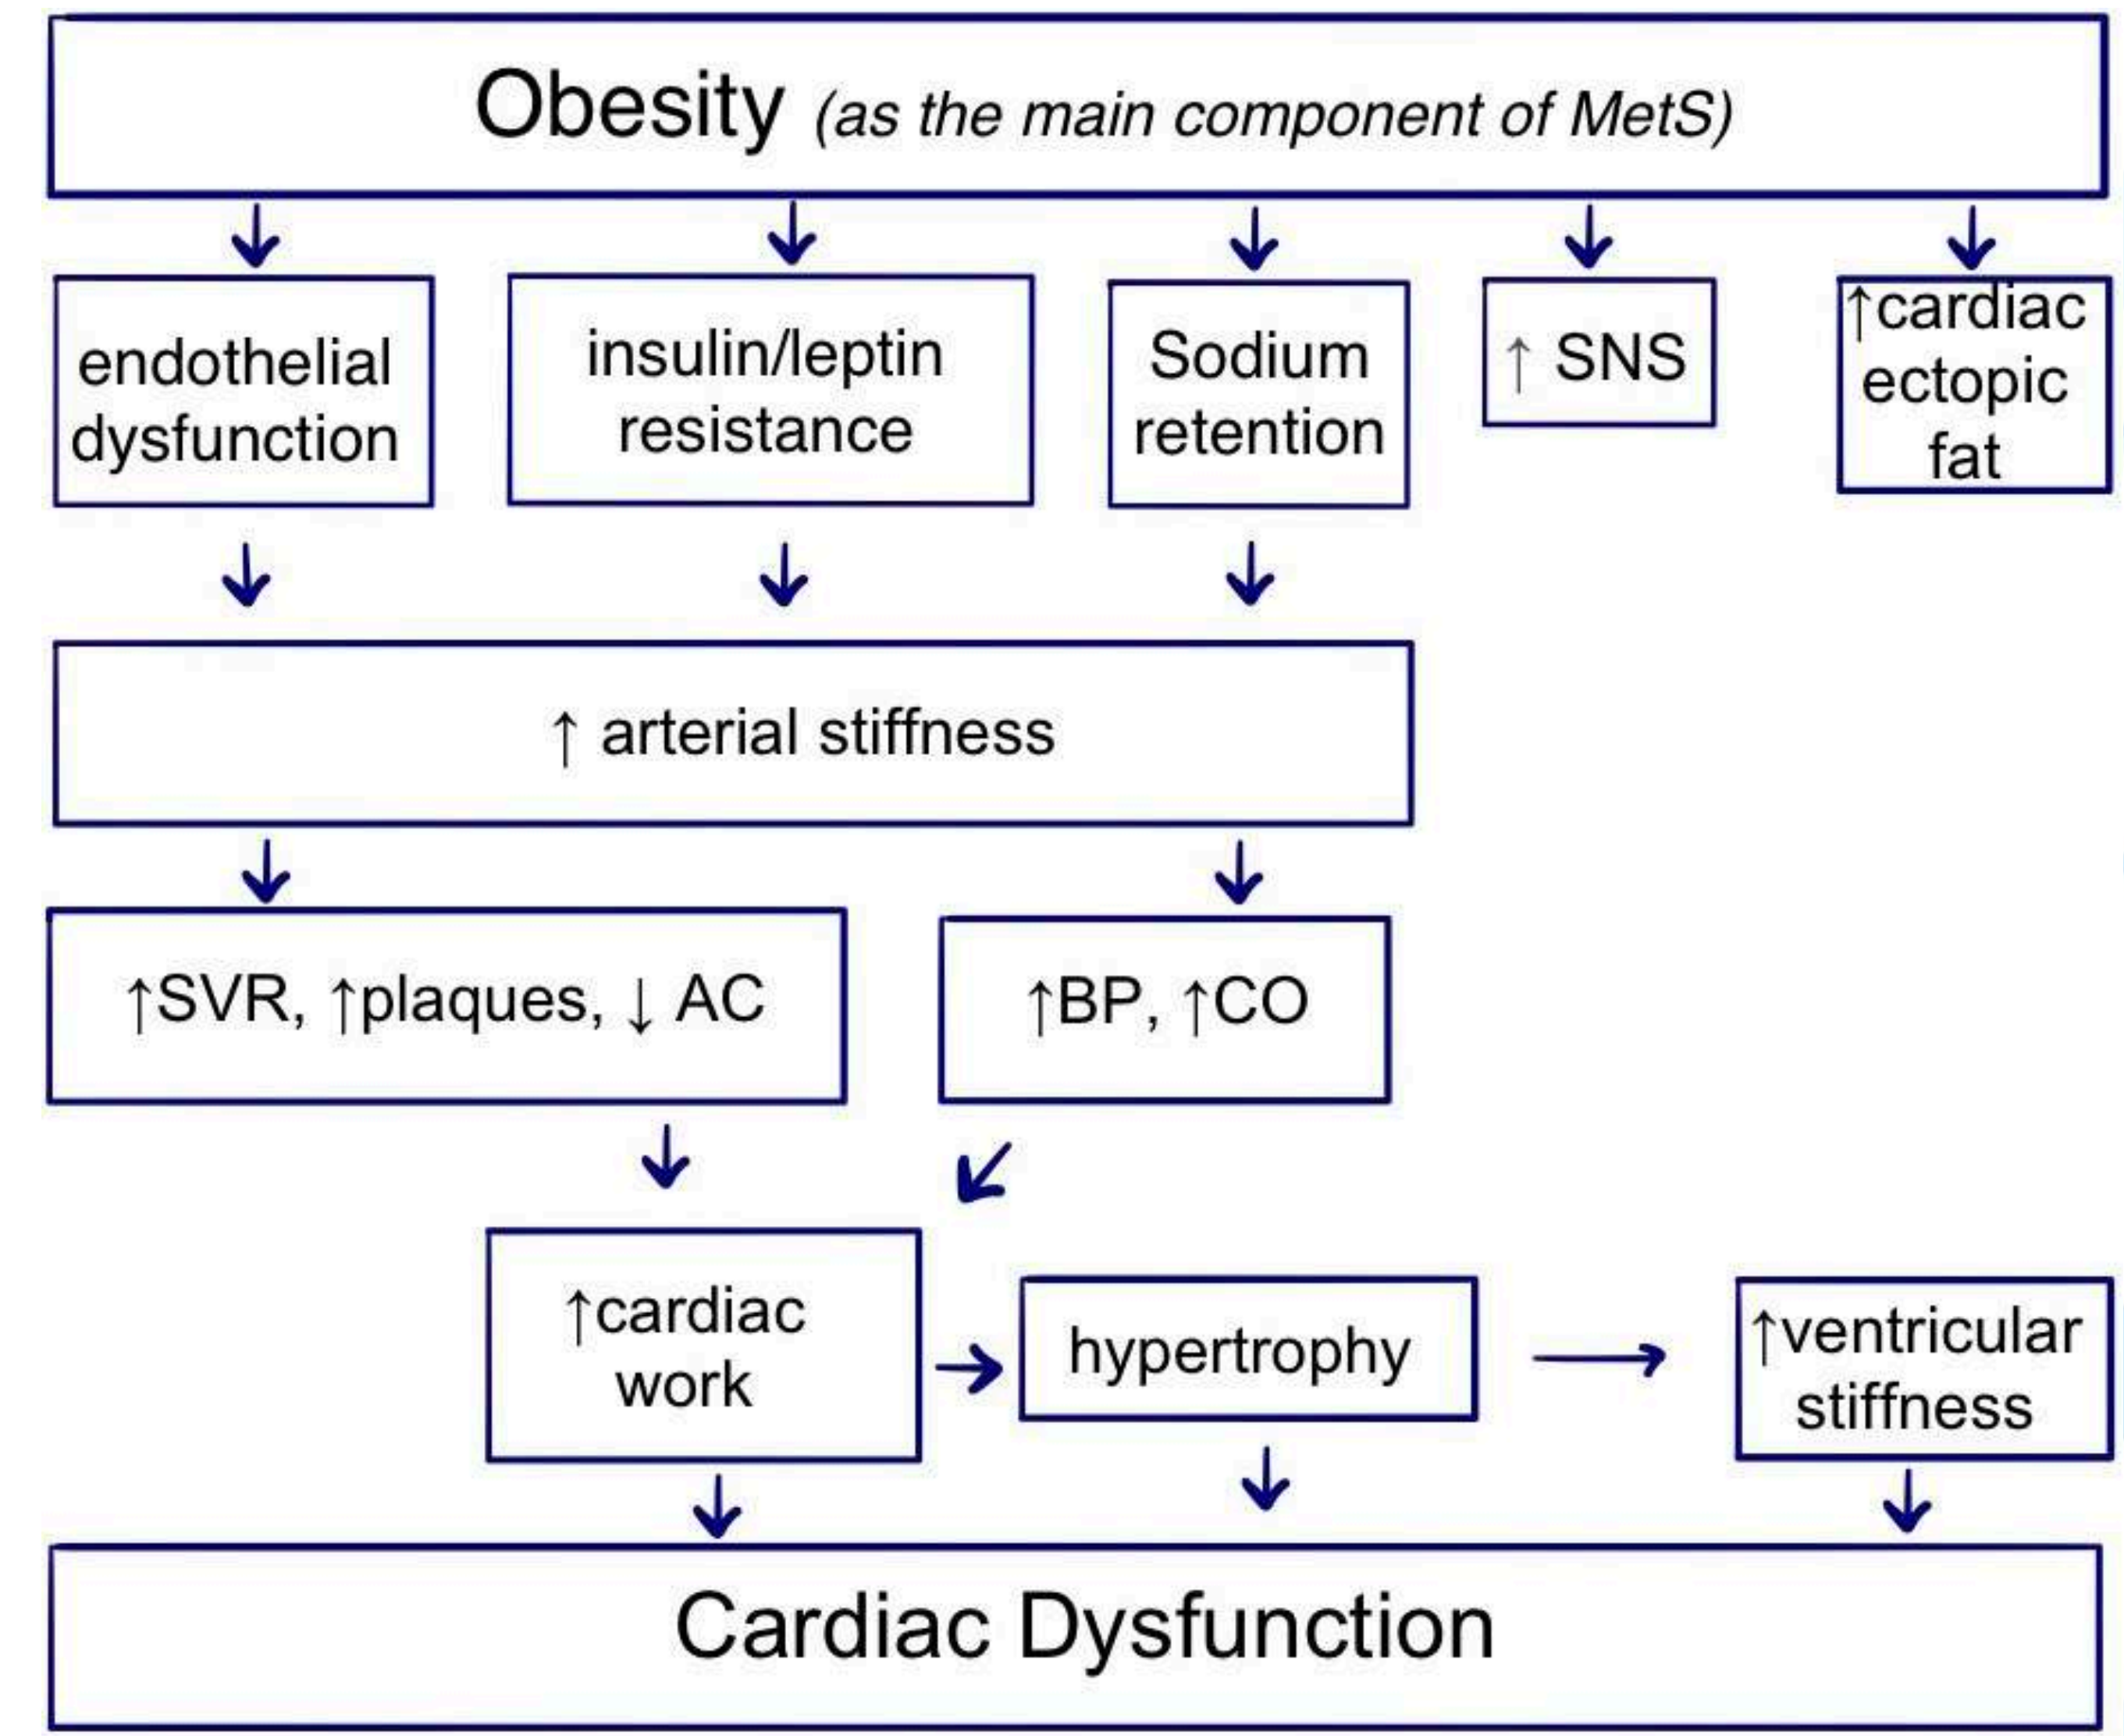 Obesity (as the main component of MetS)
endothelial
dysfunction
insulin/leptin
resistance
Sodium
retention
↑ SNS
↑cardiac
ectopic
fat
↑ arterial stiffness
↑SVR, ↑plaques, ↓ AC
↑BP, ↑CO
↑cardiac
work
hypertrophy
↑ventricular
stiffness
Cardiac Dysfunction